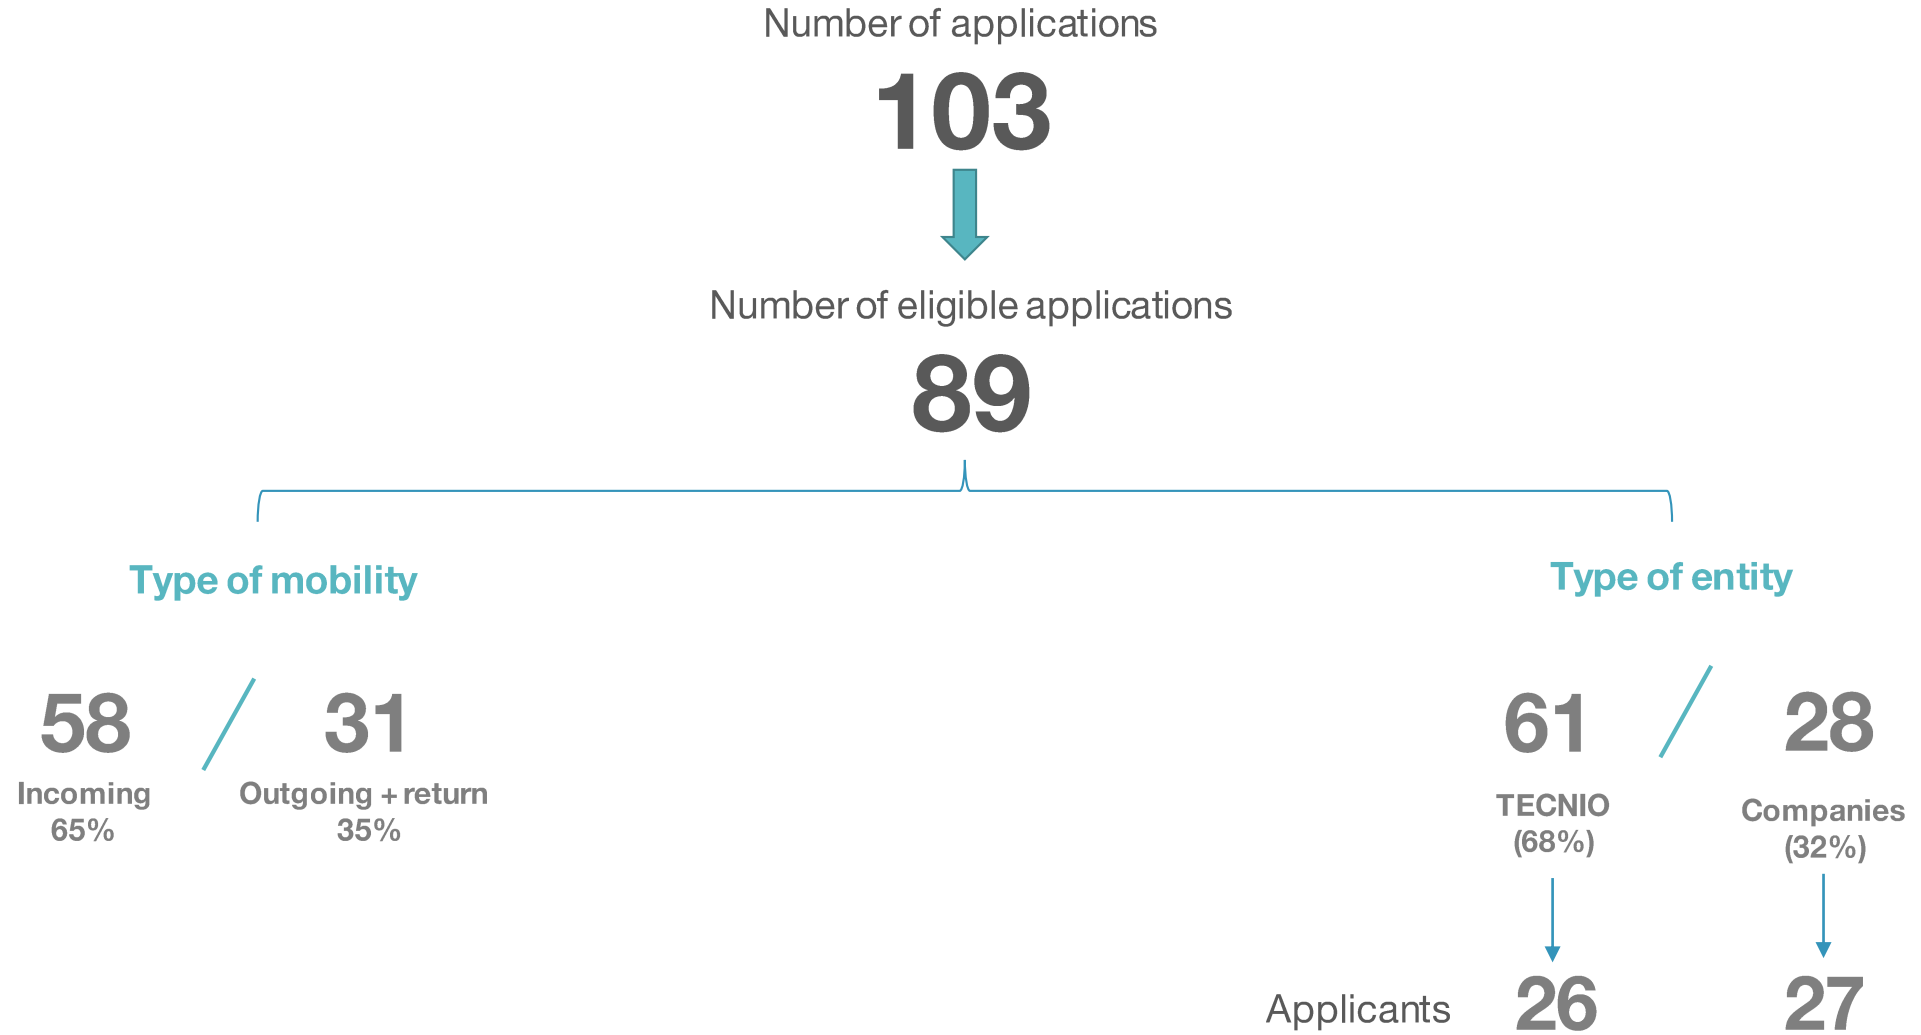 Number of applications
103
Number of eligible applications
89
Type of mobility
58
31
Incoming
65%
Outgoing + return
35%
Type of entity
61
28
TECNIO
(68%)
Companies
(32%)
Applicants
26
27